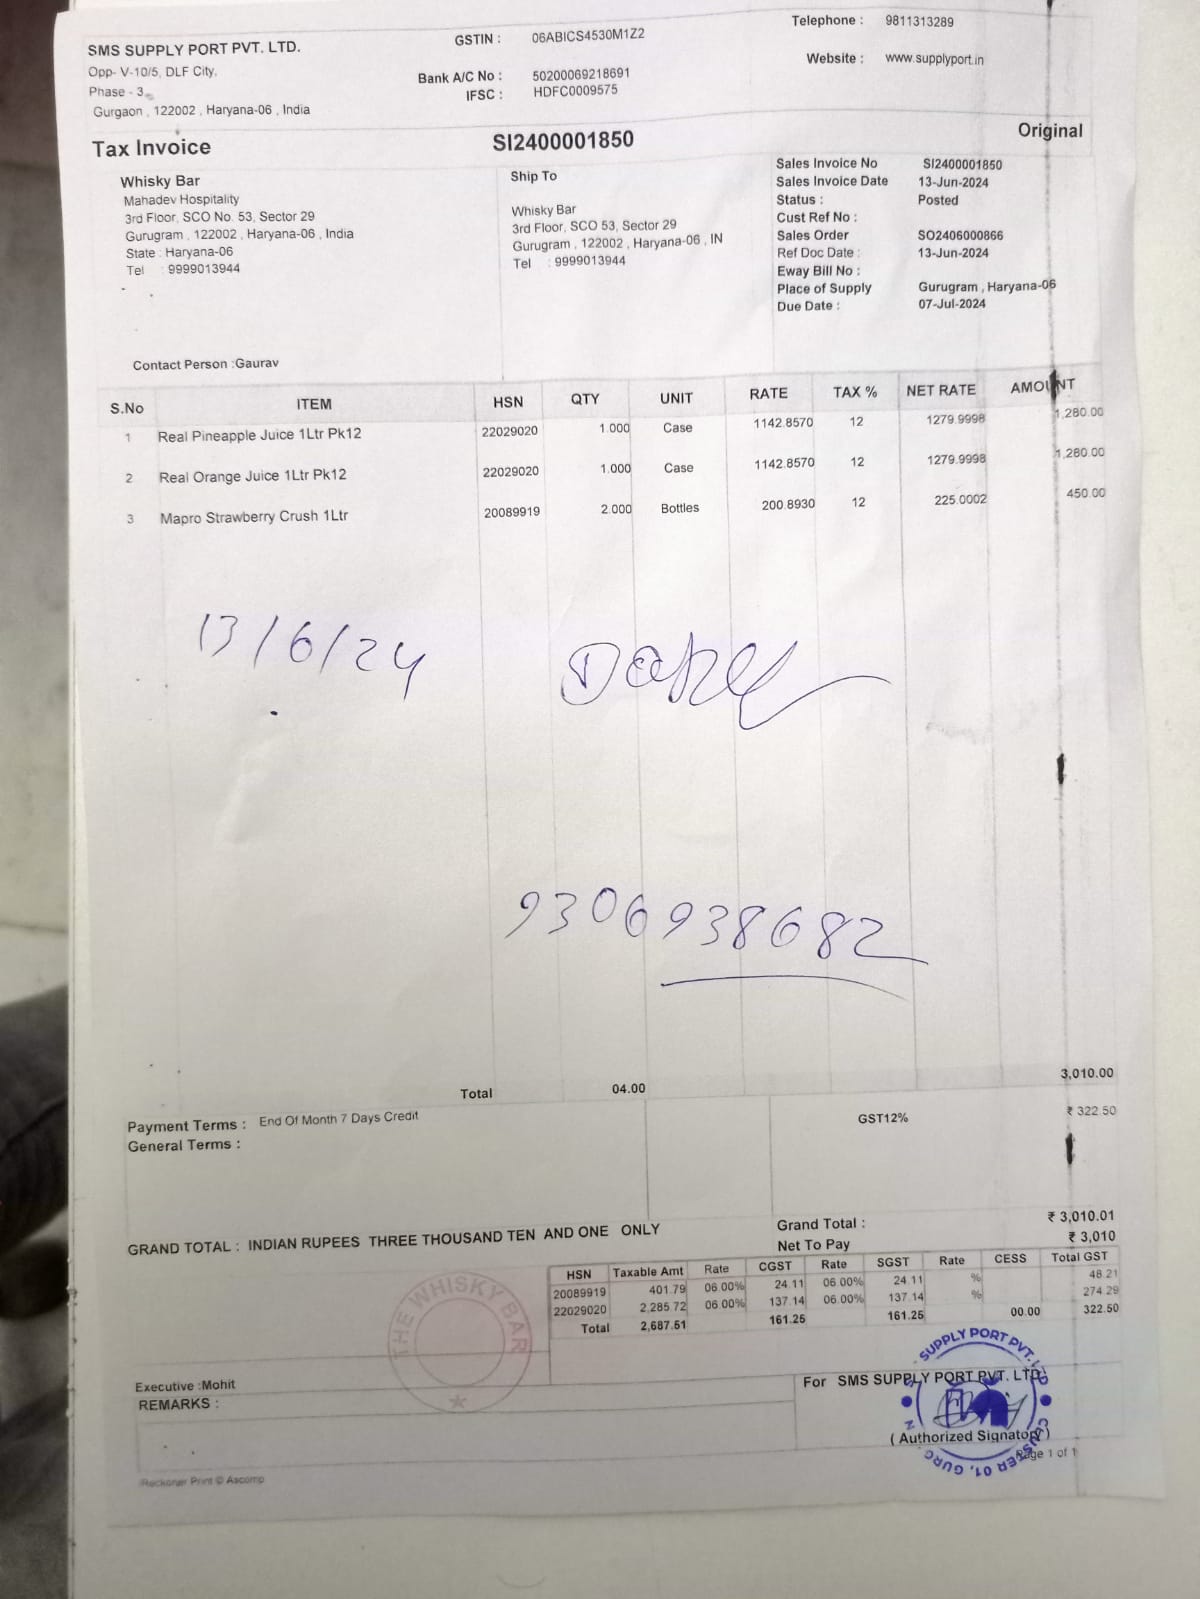 SMS SUPPLY PORT PVT. LTD.
Opp- V-10/5, DLF City,
Phase - 3
Gurgaon , 122002 , Haryana-06 , India
GSTIN : 06ABICS4530M1Z2
Bank A/C No : 50200069218691
IFSC : HDFC0009575
Telephone : 9811313289
Website : www.supplyport.in
Tax Invoice SI2400001850 Original
Whisky Bar
Mahadev Hospitality
3rd Floor, SCO No. 53, Sector 29
Gurugram , 122002 , Haryana-06 , India
State : Haryana-06
Tel : 9999013944
Contact Person :Gaurav
Ship To
Whisky Bar
3rd Floor, SCO 53, Sector 29
Gurugram , 122002 , Haryana-06 , IN
Tel : 9999013944
Sales Invoice No SI2400001850
Sales Invoice Date 13-Jun-2024
Status : Posted
Cust Ref No :
Sales Order SO2406000866
Ref Doc Date : 13-Jun-2024
Eway Bill No :
Place of Supply Gurugram , Haryana-06
Due Date : 07-Jul-2024
S.No ITEM HSN QTY UNIT RATE TAX % NET RATE AMOUNT
1 Real Pineapple Juice 1Ltr Pk12 22029020 1.000 Case 1142.8570 12 1279.9998 1,280.00
2 Real Orange Juice 1Ltr Pk12 22029020 1.000 Case 1142.8570 12 1279.9998 1,280.00
3 Mapro Strawberry Crush 1Ltr 20089919 2.000 Bottles 200.8930 12 225.0002 450.00
13/6/24
9306938682
Total 04.00 3,010.00
Payment Terms : End Of Month 7 Days Credit
General Terms :
GST12% ₹ 322.50
GRAND TOTAL : INDIAN RUPEES THREE THOUSAND TEN AND ONE ONLY
Grand Total : ₹ 3,010.01
Net To Pay ₹ 3,010
HSN Taxable Amt Rate CGST Rate SGST Rate CESS Total GST
20089919 401.79 06.00% 24.11 06.00% 24.11 % 48.21
22029020 2,285.72 06.00% 137.14 06.00% 137.14 % 274.29
Total 2,687.51 161.25 161.25 00.00 322.50
THE WHISKY BAR
Executive :Mohit
REMARKS :
For SMS SUPPLY PORT PVT. LTD.
SUPPLY PORT PVT. LTD
( Authorized Signatory )
Page 1 of 1
Reckoner Print © Ascomp